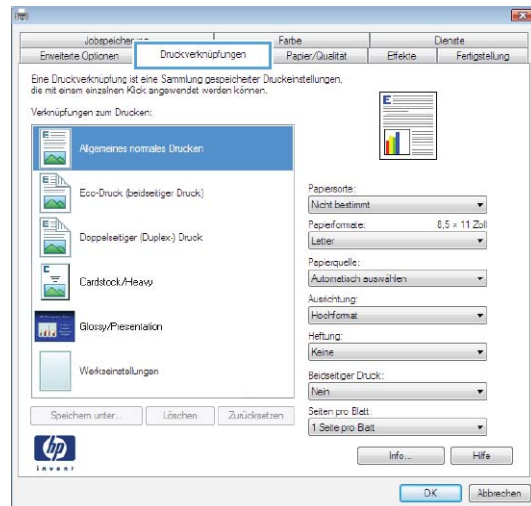 Jobspeicherung
Farbe
Dienste
Erweiterte Optionen
Druckverknüpfungen
Papier/Qualität
Effekte
Fertigstellung
Eine Druckverknüpfung ist eine Sammlung gespeicherter Druckeinstellungen,
die mit einem einzelnen Klick angewendet werden können.
Verknüpfungen zum Drucken:
Allgemeines normales Drucken
Eco-Druck (beidseitiger Druck)
Doppelseitiger (Duplex-) Druck
Cardstock/Heavy
Glossy/Presentation
Werkseinstellungen
Speichern unter...
Löschen
Zurücksetzen
E
Papiersorte:
Nicht bestimmt
Papierformate: 8,5 × 11 Zoll
Letter
Papierquelle:
Automatisch auswählen
Ausrichtung:
Hochformat
Heftung:
Keine
Beidseitiger Druck:
Nein
Seiten pro Blatt:
1 Seite pro Blatt
hp
invent
Info...
Hilfe
OK
Abbrechen